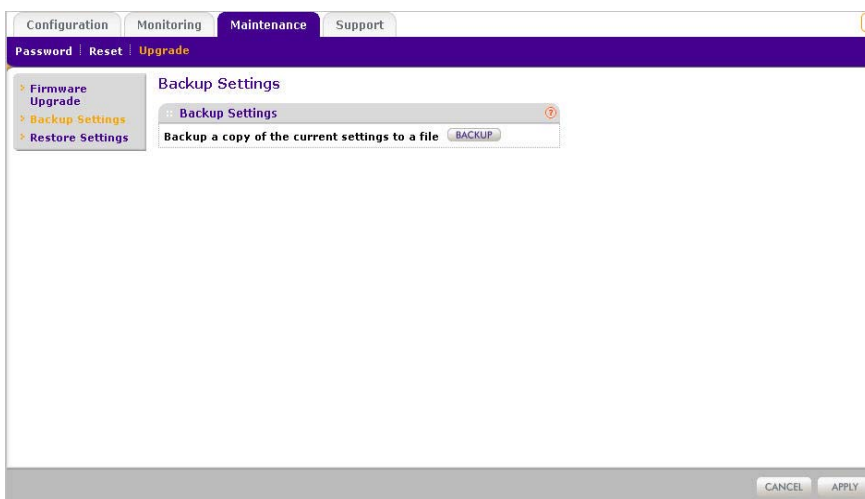 Configuration Monitoring Maintenance Support
Password Reset Upgrade
Firmware
Upgrade
Backup Settings
Restore Settings
Backup Settings
Backup Settings ?
Backup a copy of the current settings to a file BACKUP
CANCEL APPLY